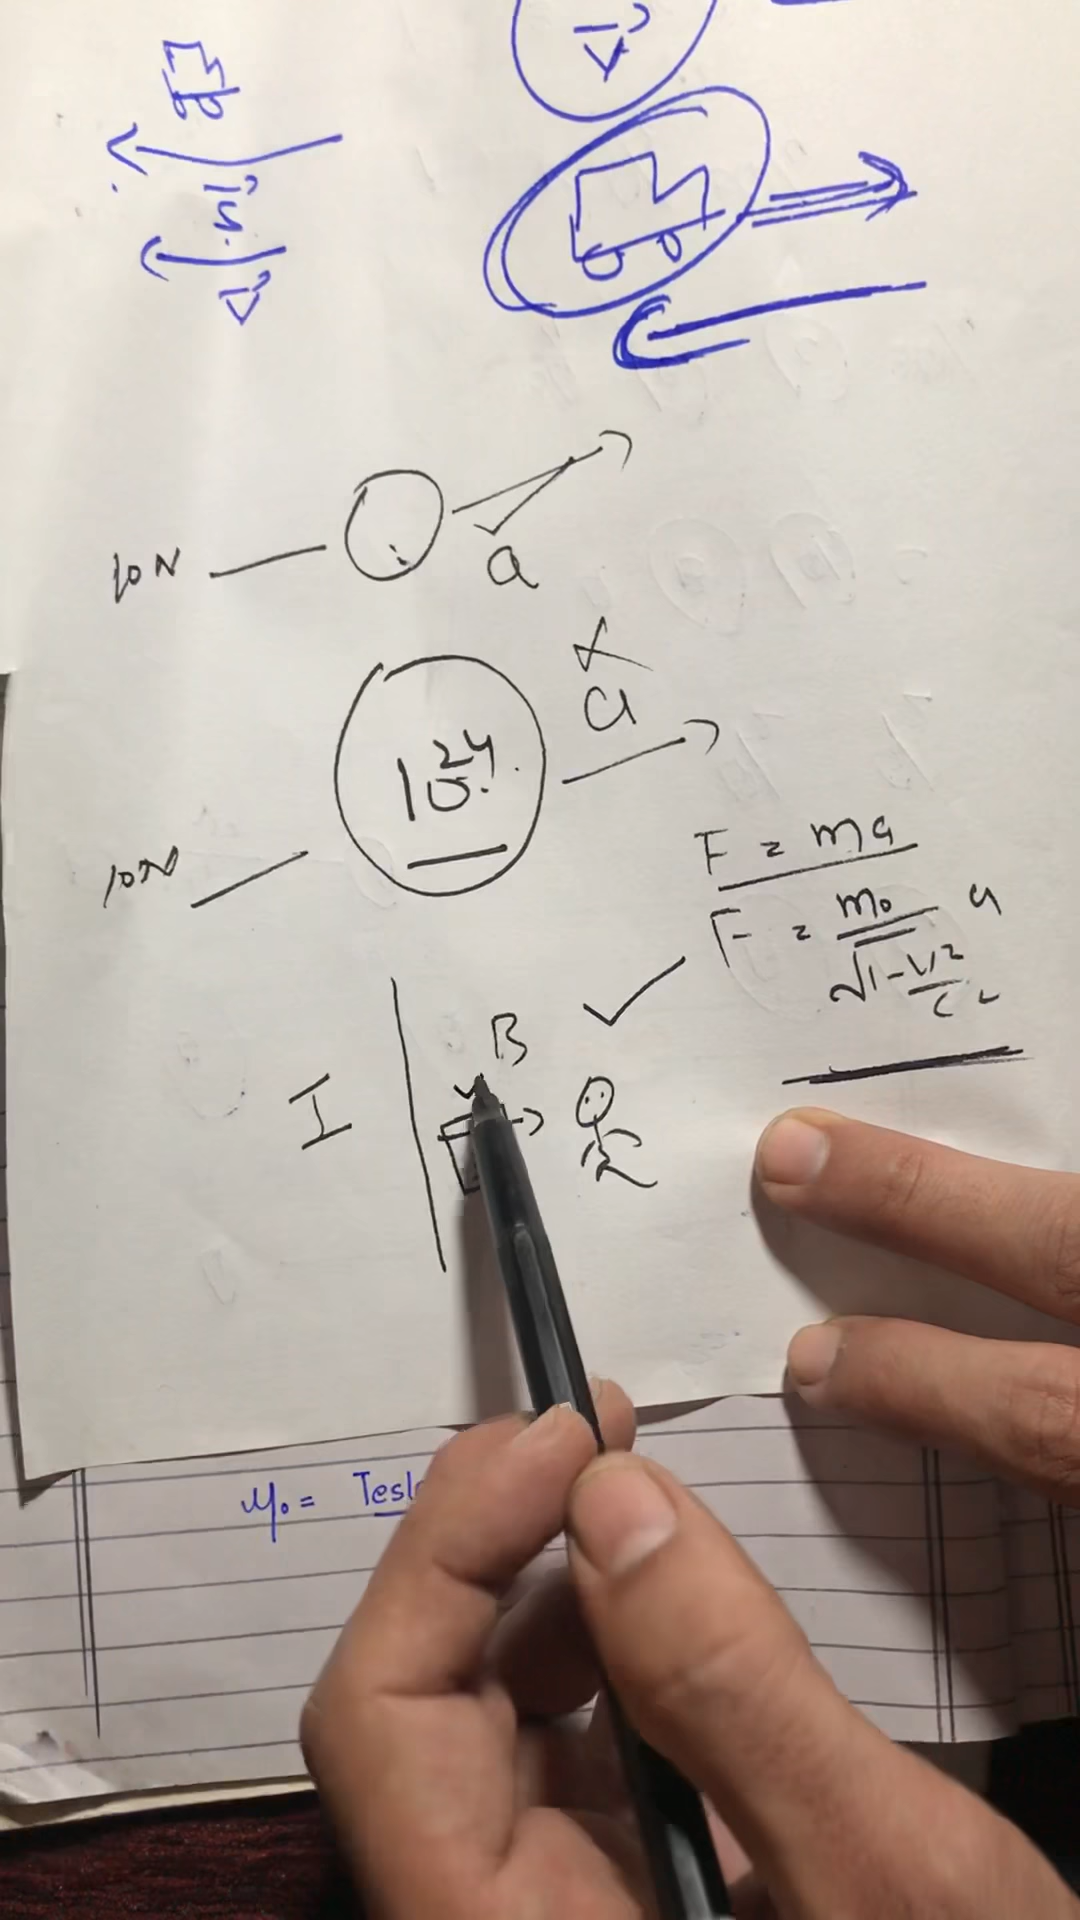 V
S
V
10N
a
a
10²⁴
10N
F = ma
F = m₀ a
√1-V²
C²
B
I
μ₀ = Tesl